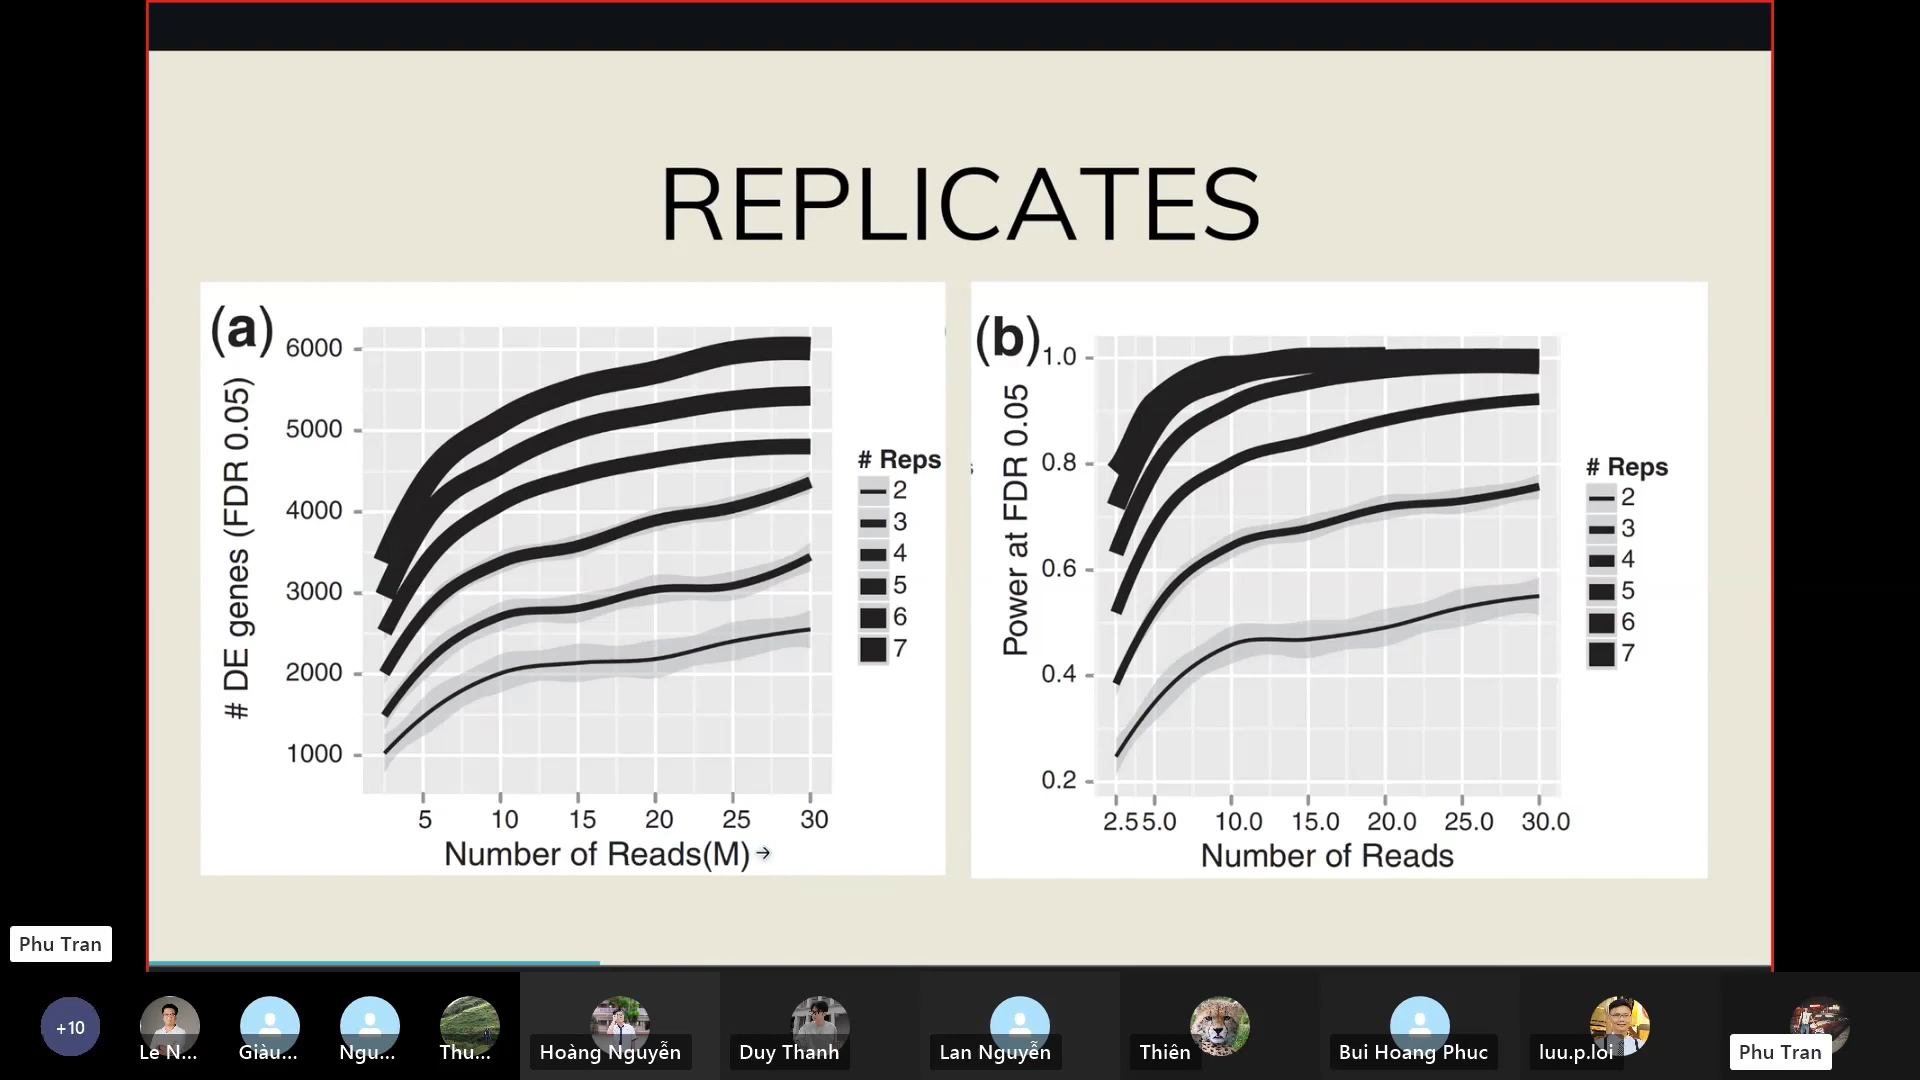 REPLICATES
(a)
# DE genes (FDR 0.05)
6000
5000
4000
3000
2000
1000
5 10 15 20 25 30
Number of Reads(M)→
# Reps
2
3
4
5
6
7
(b)
Power at FDR 0.05
1.0
0.8
0.6
0.4
0.2
2.5 5.0 10.0 15.0 20.0 25.0 30.0
Number of Reads
# Reps
2
3
4
5
6
7
Phu Tran
+10
Le N...
Giàu...
Ngu...
Thu...
Hoàng Nguyễn
Duy Thanh
Lan Nguyễn
Thiên
Bui Hoang Phuc
luu.p.loi
Phu Tran